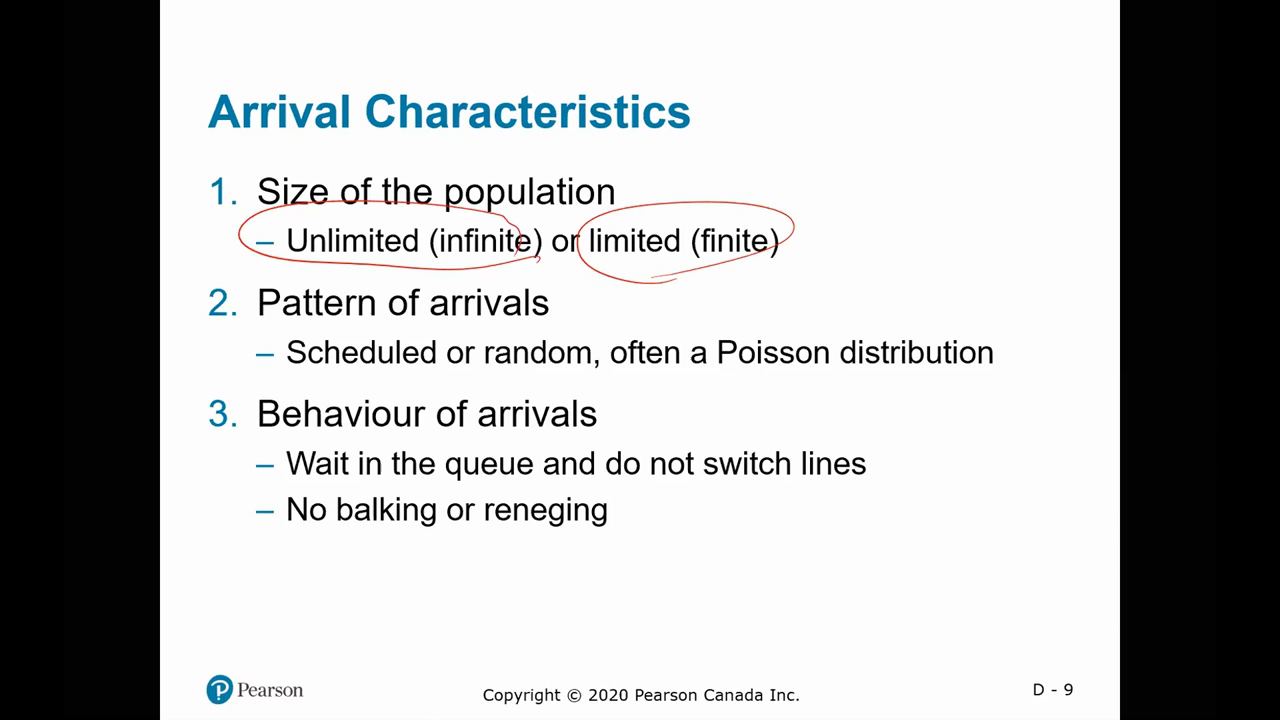 Arrival Characteristics
1. Size of the population
– Unlimited (infinite) or limited (finite)
2. Pattern of arrivals
– Scheduled or random, often a Poisson distribution
3. Behaviour of arrivals
– Wait in the queue and do not switch lines
– No balking or reneging
P Pearson
Copyright © 2020 Pearson Canada Inc.
D - 9